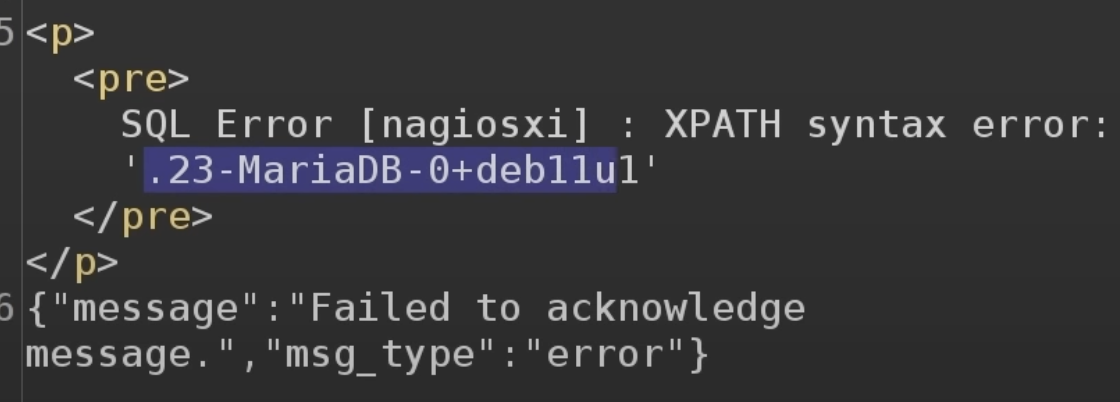 5 <p>
<pre>
SQL Error [nagiosxi] : XPATH syntax error:
'.23-MariaDB-0+deb11u1'
</pre>
</p>
6 {"message":"Failed to acknowledge
message.","msg_type":"error"}